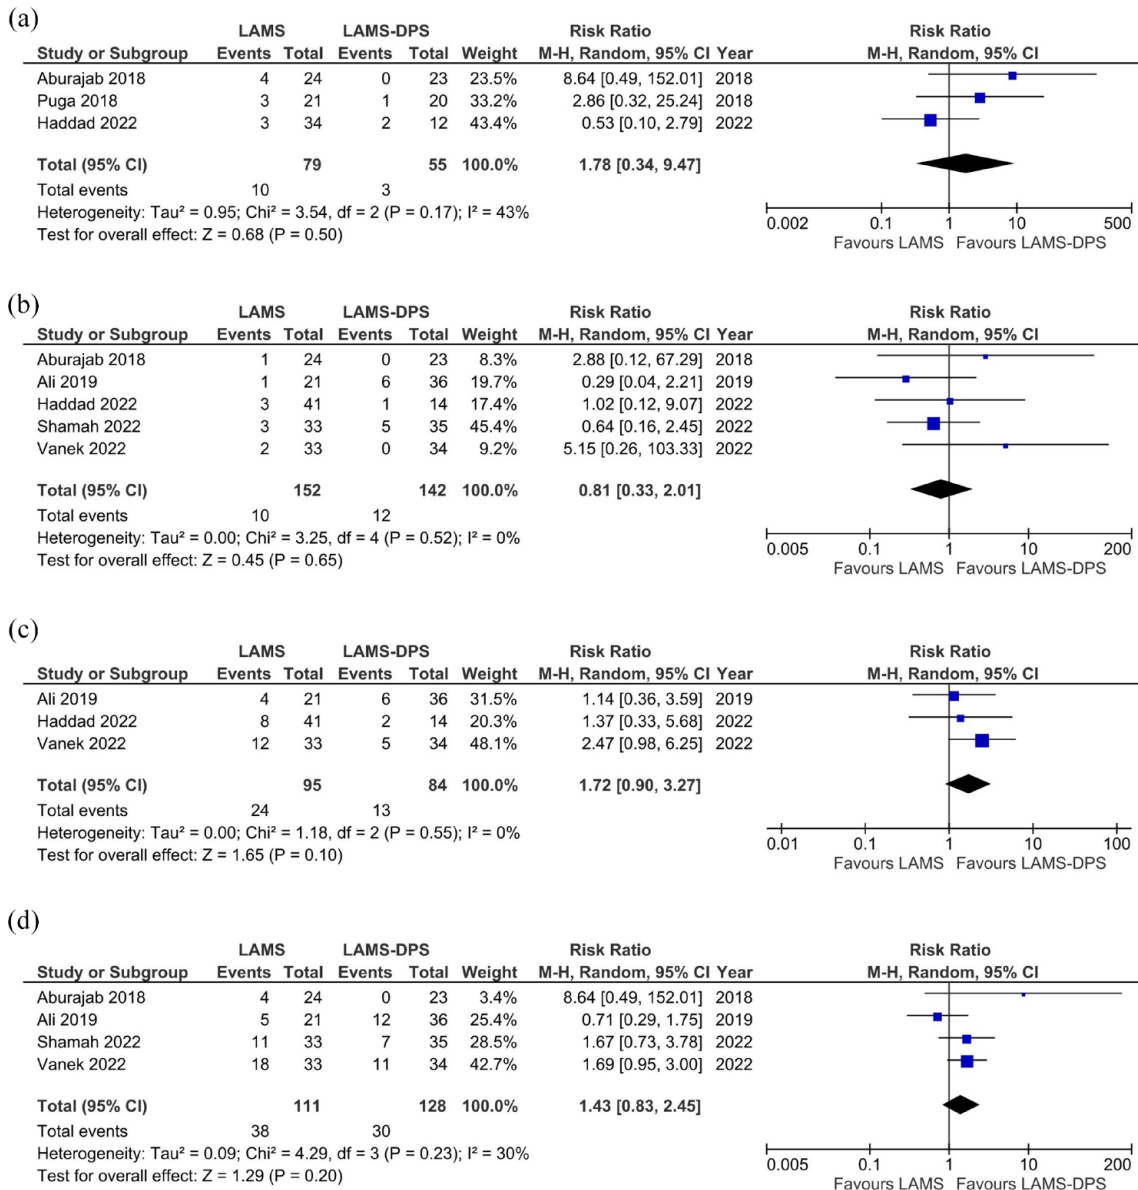 (a)
LAMS LAMS-DPS Risk Ratio Risk Ratio
Study or Subgroup Events Total Events Total Weight M-H, Random, 95% CI Year M-H, Random, 95% CI
Aburajab 2018 4 24 0 23 23.5% 8.64 [0.49, 152.01] 2018
Puga 2018 3 21 1 20 33.2% 2.86 [0.32, 25.24] 2018
Haddad 2022 3 34 2 12 43.4% 0.53 [0.10, 2.79] 2022
Total (95% CI) 79 55 100.0% 1.78 [0.34, 9.47]
Total events 10 3
Heterogeneity: Tau² = 0.95; Chi² = 3.54, df = 2 (P = 0.17); I² = 43%
Test for overall effect: Z = 0.68 (P = 0.50)
0.002 0.1 1 10 500
Favours LAMS Favours LAMS-DPS
(b)
LAMS LAMS-DPS Risk Ratio Risk Ratio
Study or Subgroup Events Total Events Total Weight M-H, Random, 95% CI Year M-H, Random, 95% CI
Aburajab 2018 1 24 0 23 8.3% 2.88 [0.12, 67.29] 2018
Ali 2019 1 21 6 36 19.7% 0.29 [0.04, 2.21] 2019
Haddad 2022 3 41 1 14 17.4% 1.02 [0.12, 9.07] 2022
Shamah 2022 3 33 5 35 45.4% 0.64 [0.16, 2.45] 2022
Vanek 2022 2 33 0 34 9.2% 5.15 [0.26, 103.33] 2022
Total (95% CI) 152 142 100.0% 0.81 [0.33, 2.01]
Total events 10 12
Heterogeneity: Tau² = 0.00; Chi² = 3.25, df = 4 (P = 0.52); I² = 0%
Test for overall effect: Z = 0.45 (P = 0.65)
0.005 0.1 1 10 200
Favours LAMS Favours LAMS-DPS
(c)
LAMS LAMS-DPS Risk Ratio Risk Ratio
Study or Subgroup Events Total Events Total Weight M-H, Random, 95% CI Year M-H, Random, 95% CI
Ali 2019 4 21 6 36 31.5% 1.14 [0.36, 3.59] 2019
Haddad 2022 8 41 2 14 20.3% 1.37 [0.33, 5.68] 2022
Vanek 2022 12 33 5 34 48.1% 2.47 [0.98, 6.25] 2022
Total (95% CI) 95 84 100.0% 1.72 [0.90, 3.27]
Total events 24 13
Heterogeneity: Tau² = 0.00; Chi² = 1.18, df = 2 (P = 0.55); I² = 0%
Test for overall effect: Z = 1.65 (P = 0.10)
0.01 0.1 1 10 100
Favours LAMS Favours LAMS-DPS
(d)
LAMS LAMS-DPS Risk Ratio Risk Ratio
Study or Subgroup Events Total Events Total Weight M-H, Random, 95% CI Year M-H, Random, 95% CI
Aburajab 2018 4 24 0 23 3.4% 8.64 [0.49, 152.01] 2018
Ali 2019 5 21 12 36 25.4% 0.71 [0.29, 1.75] 2019
Shamah 2022 11 33 7 35 28.5% 1.67 [0.73, 3.78] 2022
Vanek 2022 18 33 11 34 42.7% 1.69 [0.95, 3.00] 2022
Total (95% CI) 111 128 100.0% 1.43 [0.83, 2.45]
Total events 38 30
Heterogeneity: Tau² = 0.09; Chi² = 4.29, df = 3 (P = 0.23); I² = 30%
Test for overall effect: Z = 1.29 (P = 0.20)
0.005 0.1 1 10 200
Favours LAMS Favours LAMS-DPS